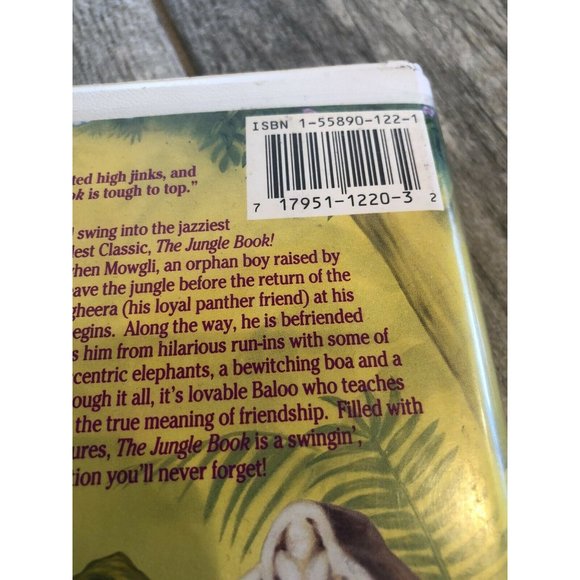 ISBN 1-55890-122-1
7 17951-1220-3 2
ted high jinks, and
ok is tough to top."
! swing into the jazziest
lest Classic, The Jungle Book!
hen Mowgli, an orphan boy raised by
ave the jungle before the return of the
gheera (his loyal panther friend) at his
egins. Along the way, he is befriended
s him from hilarious run-ins with some of
centric elephants, a bewitching boa and a
ough it all, it's lovable Baloo who teaches
the true meaning of friendship. Filled with
ures, The Jungle Book is a swingin',
tion you'll never forget!